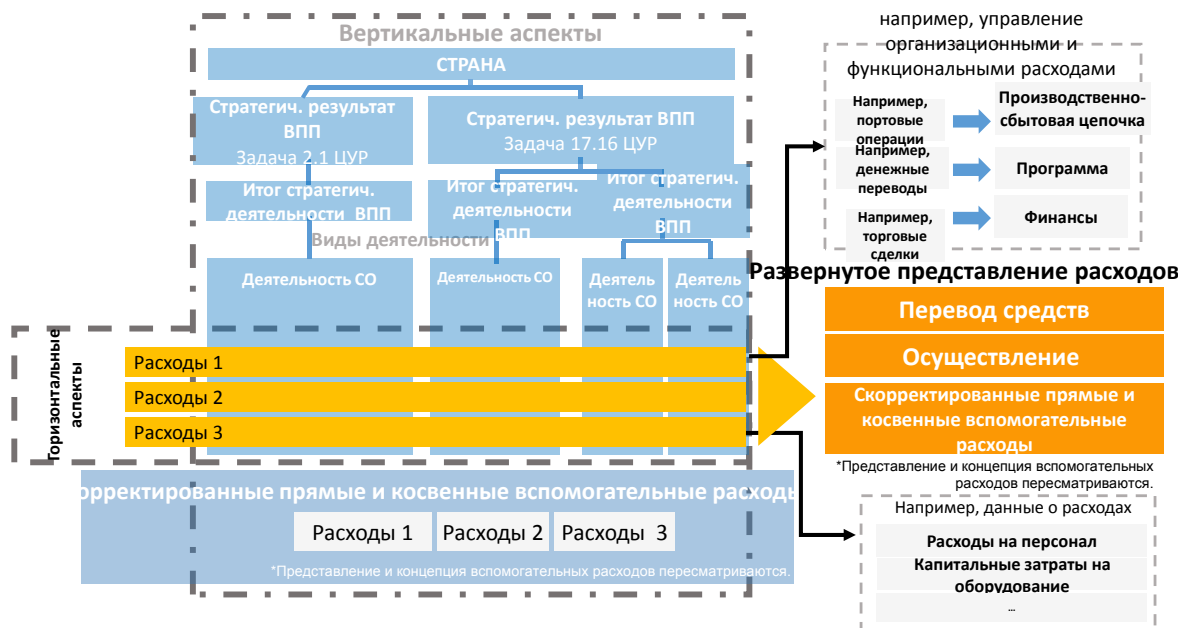 Вертикальные аспекты
СТРАНА
Стратегич. результат
ВПП
Задача 2.1 ЦУР
Стратегич. результат ВПП
Задача 17.16 ЦУР
Итог стратегич.
деятельности ВПП
Итог стратегич.
деятельности
ВПП
Итог стратегич.
деятельности
ВПП
Виды деятельности
Деятельность СО
Деятельность СО
Деятель
ность СО
Деятель
ность СО
Горизонтальные
аспекты
Расходы 1
Расходы 2
Расходы 3
орректированные прямые и косвенные вспомогательные расходы
Расходы 1
Расходы 2
Расходы 3
*Представление и концепция вспомогательных расходов пересматриваются.
например, управление
организационными и
функциональными расходами
Например,
портовые
операции
Производственно-
сбытовая цепочка
Например,
денежные
переводы
Программа
Например,
торговые
сделки
Финансы
Развернутое представление расходов
Перевод средств
Осуществление
Скорректированные прямые и
косвенные вспомогательные
расходы
*Представление и концепция вспомогательных
расходов пересматриваются.
Например, данные о расходах
Расходы на персонал
Капитальные затраты на
оборудование
...